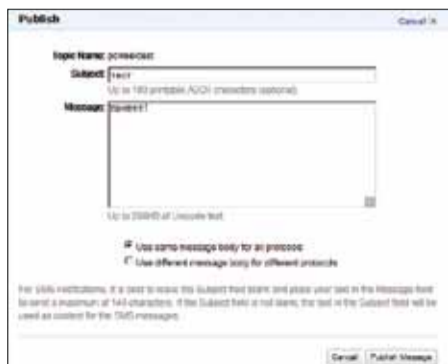 Publish
Cancel
Topic Name:
Subject: Test
Up to 100 printable ASCII characters (optional)
Message:
Up to 256KB of Unicode text
Use same message body for all protocols
Use different message body for different protocols
For SMS notifications, it is best to leave the Subject field blank and place your text in the Message field
to send a maximum of 140 characters. If the Subject field is not blank, the text in the Subject field will be
used as content for the SMS messages.
Cancel Publish Message